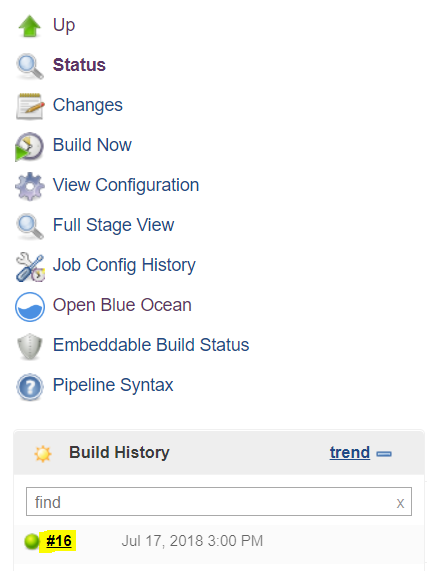 Up
Status
Changes
Build Now
View Configuration
Full Stage View
Job Config History
Open Blue Ocean
Embeddable Build Status
Pipeline Syntax
Build History trend
find x
#16 Jul 17, 2018 3:00 PM